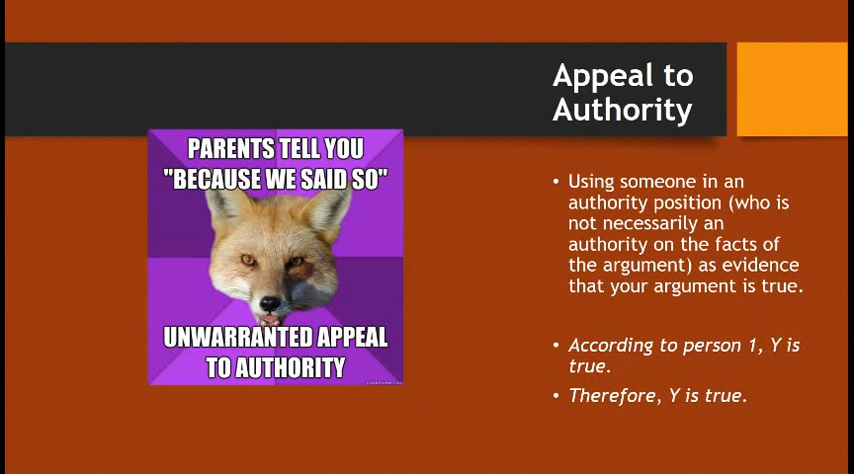 Appeal to
Authority
PARENTS TELL YOU
"BECAUSE WE SAID SO"
UNWARRANTED APPEAL
TO AUTHORITY
• Using someone in an
authority position (who is
not necessarily an
authority on the facts of
the argument) as evidence
that your argument is true.
• According to person 1, Y is
true.
• Therefore, Y is true.